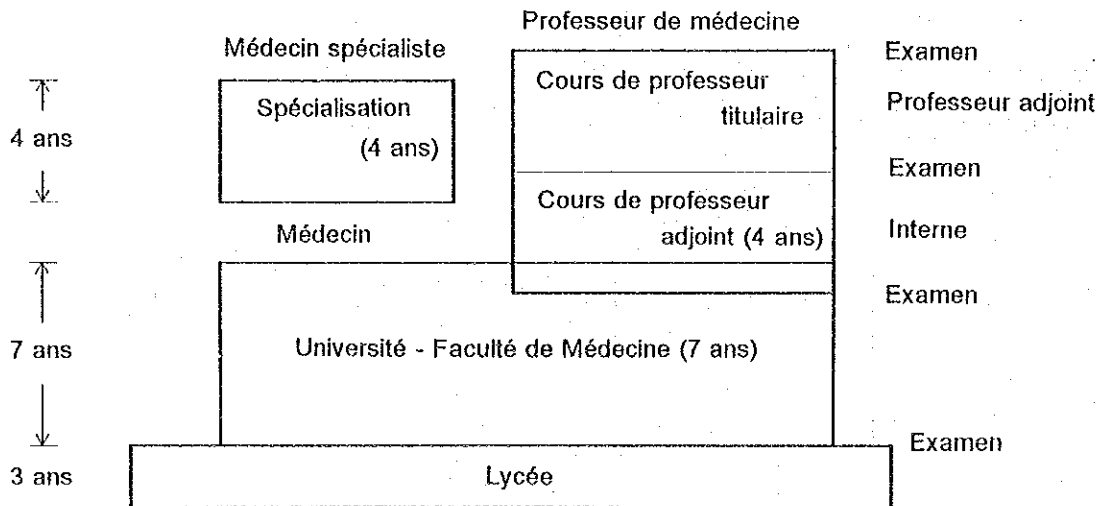 Professeur de médecine
Médecin spécialiste
Examen
Cours de professeur
titulaire
Professeur adjoint
4 ans
Spécialisation
(4 ans)
Examen
Cours de professeur
adjoint (4 ans)
Interne
Médecin
Examen
7 ans
Université - Faculté de Médecine (7 ans)
Examen
3 ans
Lycée